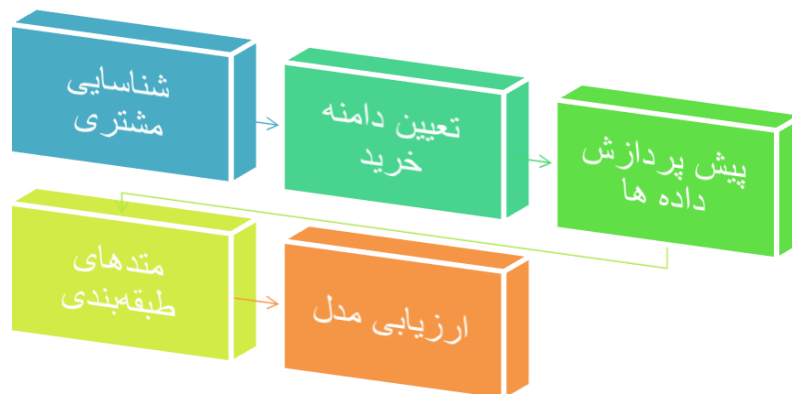 شناسایی
مشتری
تعیین دامنه
خرید
پیش پردازش
داده ها
متدهای
طبقه‌بندی
ارزیابی مدل